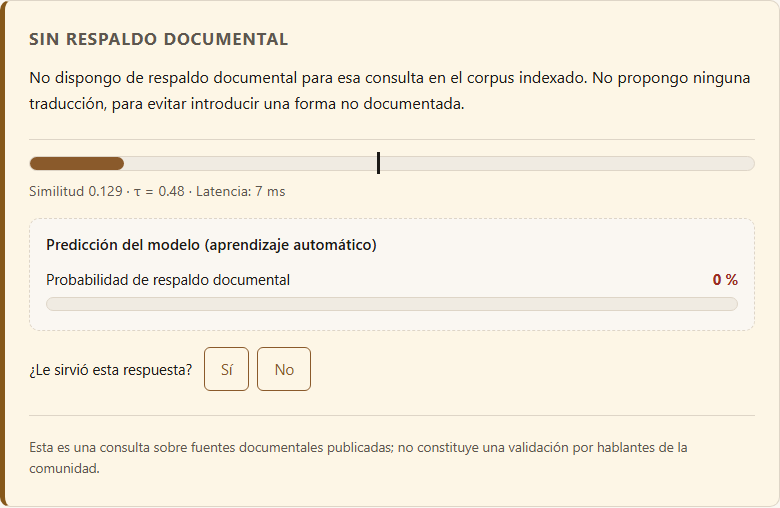 SIN RESPALDO DOCUMENTAL
No dispongo de respaldo documental para esa consulta en el corpus indexado. No propongo ninguna
traducción, para evitar introducir una forma no documentada.
Similitud 0.129 · τ = 0.48 · Latencia: 7 ms
Predicción del modelo (aprendizaje automático)
Probabilidad de respaldo documental 0 %
¿Le sirvió esta respuesta? Sí No
Esta es una consulta sobre fuentes documentales publicadas; no constituye una validación por hablantes de la
comunidad.